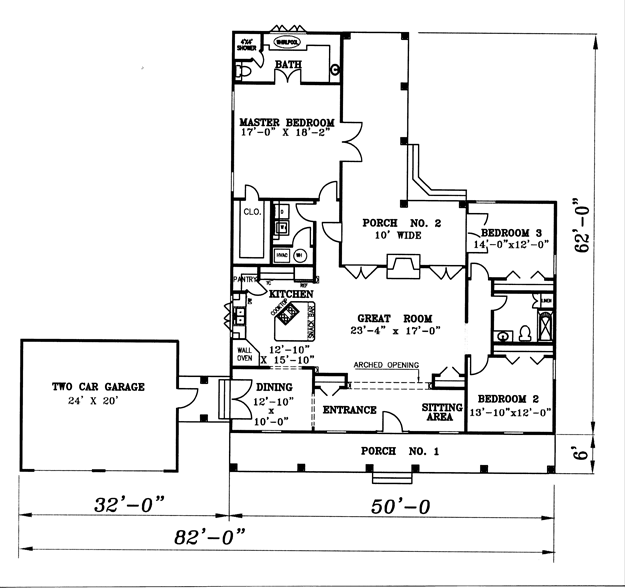 4'X4'
SHOWER
WHIRLPOOL
BATH
MASTER BEDROOM
17'-0" X 18'-2"
CLO.
D
W
HVAC
WH
PORCH NO. 2
10' WIDE
BEDROOM 3
14'-0"x12'-0"
62'-0"
PANTRY
TC
REF
KITCHEN
COOKTOP
SNACK BAR
LINEN
GREAT ROOM
23'-4" x 17'-0"
12'-10"
X 15'-10"
WALL
OVEN
ARCHED OPENING
TWO CAR GARAGE
24' X 20'
DINING
12'-10"
x
10'-0"
ENTRANCE
SITTING
AREA
BEDROOM 2
13'-10"x12'-0"
PORCH NO. 1
6'
32'-0"
50'-0
82'-0"